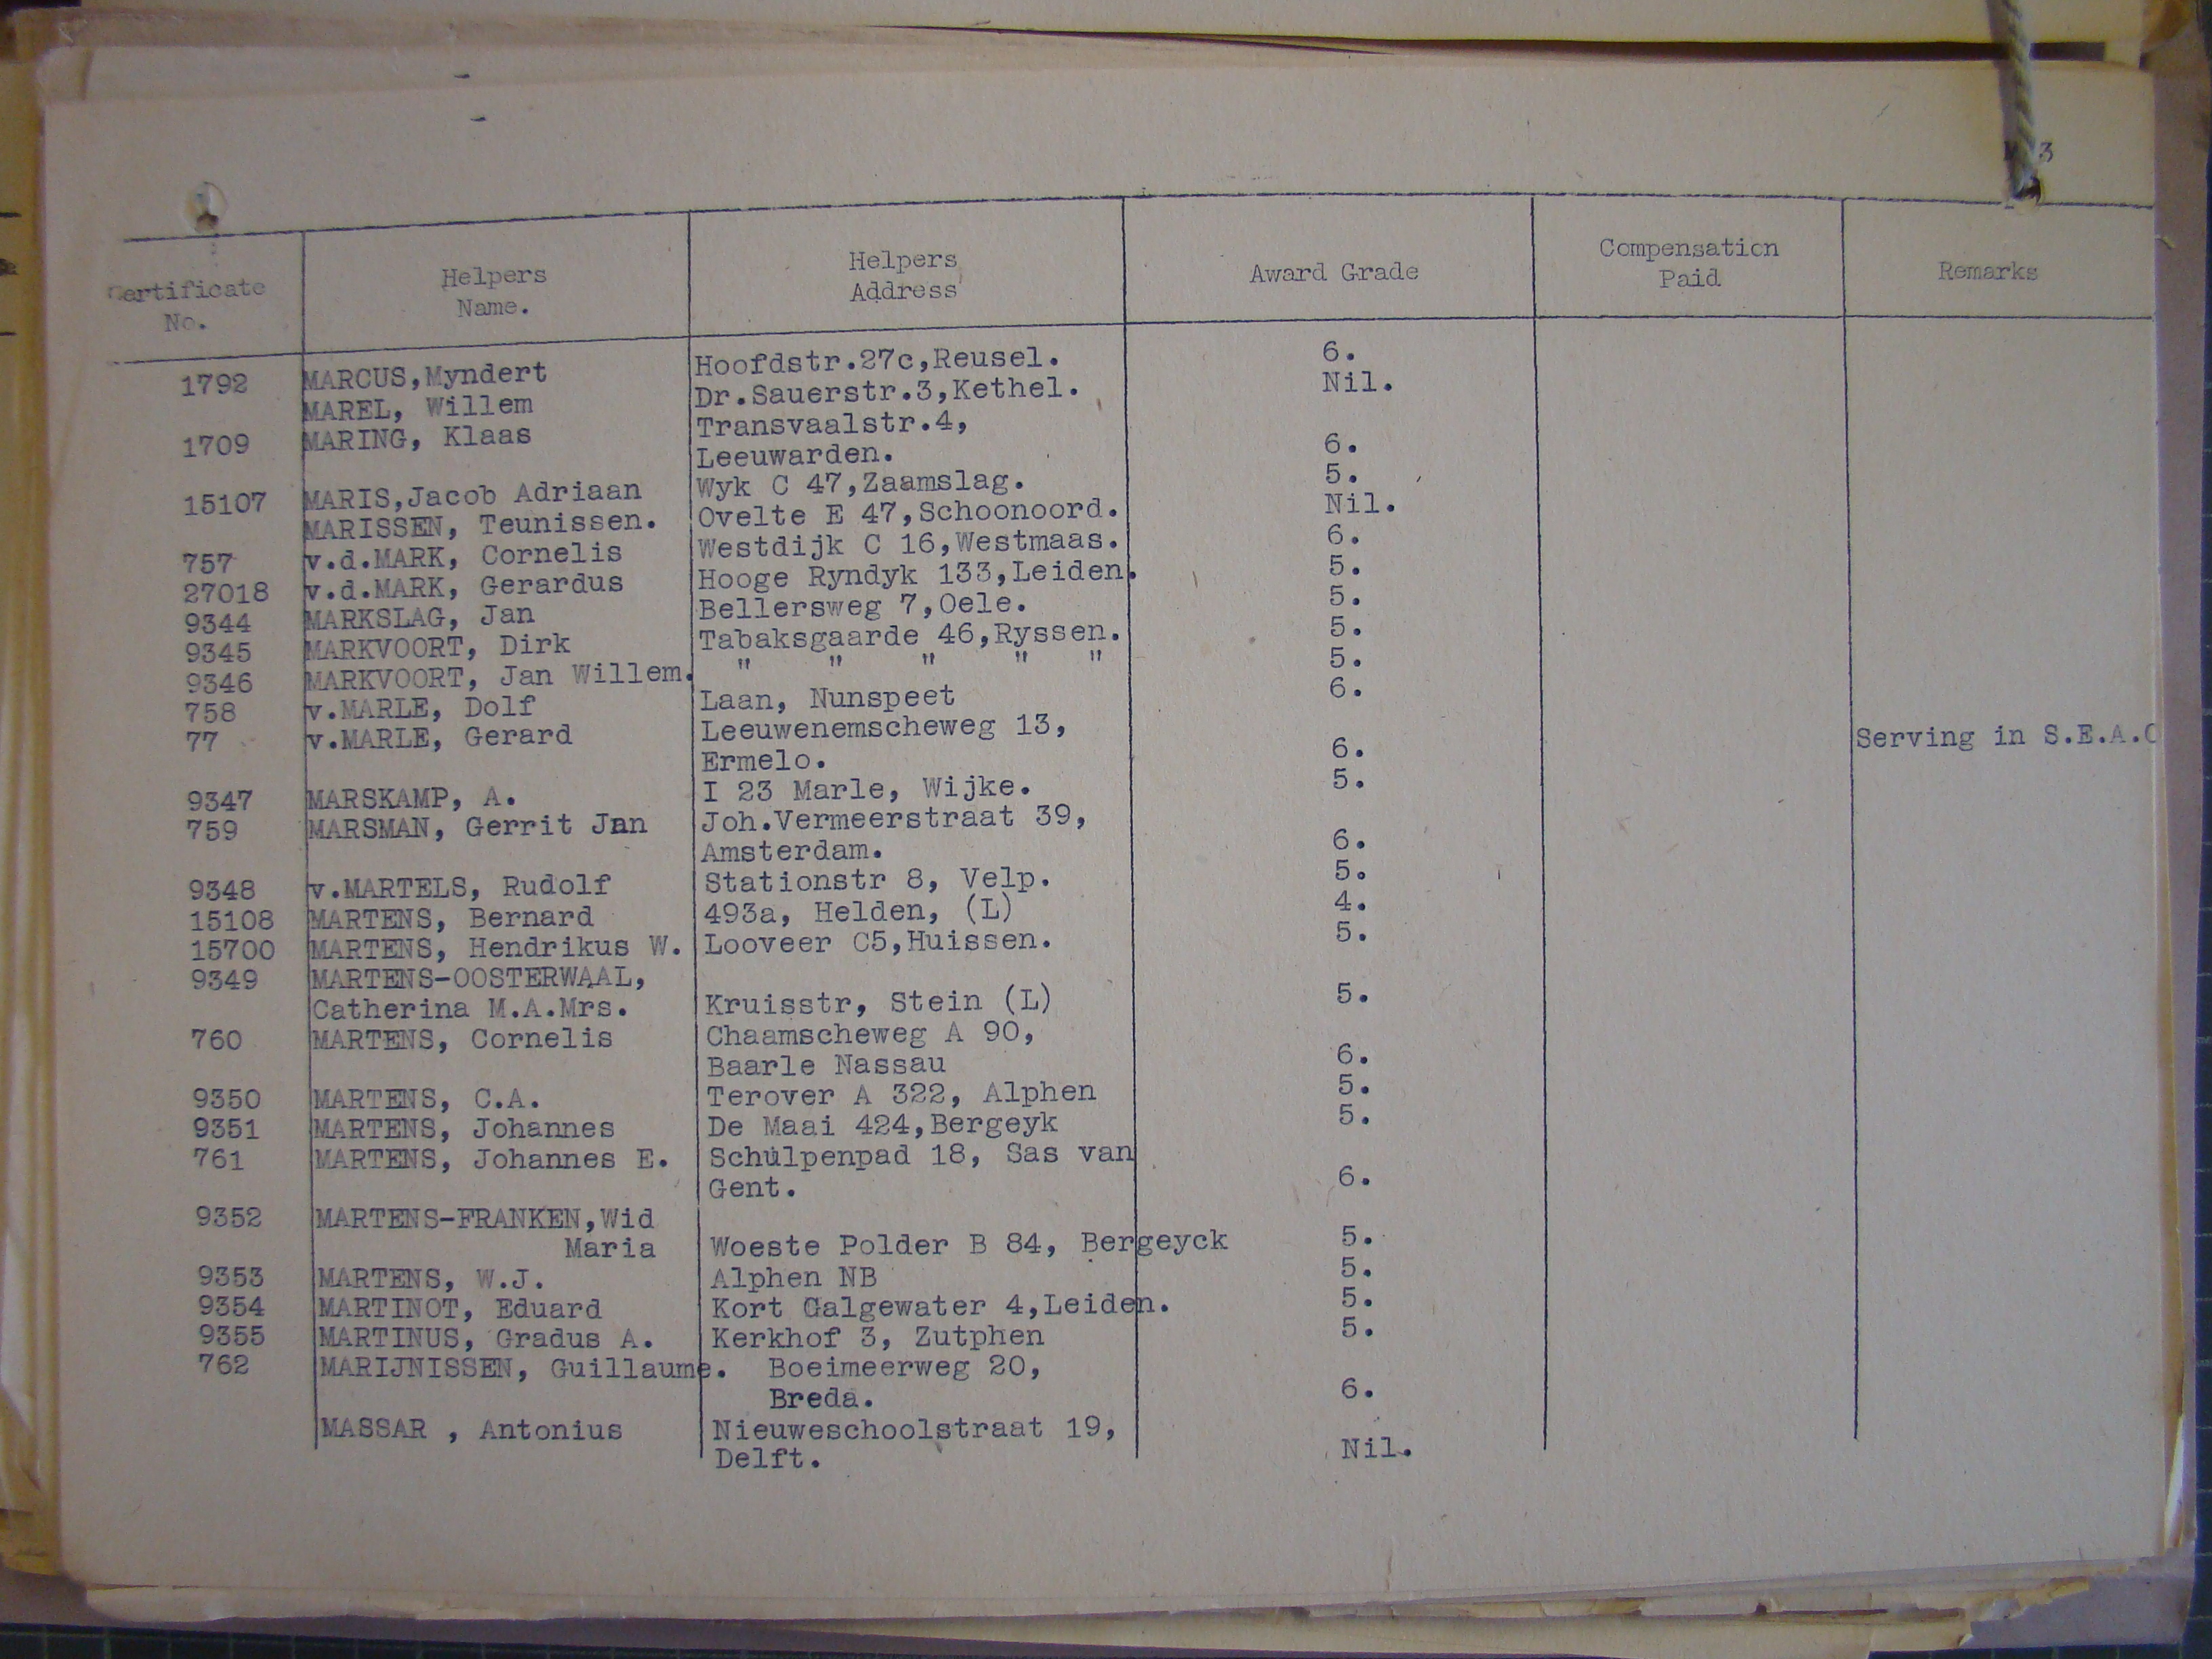 M 3
Certificate No. Helpers Name. Helpers Address Award Grade Compensation Paid Remarks
1792 MARCUS,Myndert Hoofdstr.27c,Reusel. 6.
MAREL, Willem Dr.Sauerstr.3,Kethel. Nil.
1709 MARING, Klaas Transvaalstr.4,
Leeuwarden. 6.
15107 MARIS,Jacob Adriaan Wyk C 47,Zaamslag. 5.
MARISSEN, Teunissen. Ovelte E 47,Schoonoord. Nil.
757 v.d.MARK, Cornelis Westdijk C 16,Westmaas. 6.
27018 v.d.MARK, Gerardus Hooge Ryndyk 133,Leiden. 5.
9344 MARKSLAG, Jan Bellersweg 7,Oele. 5.
9345 MARKVOORT, Dirk Tabaksgaarde 46,Ryssen. 5.
9346 MARKVOORT, Jan Willem. " " " " " 5.
758 v.MARLE, Dolf Laan, Nunspeet 6.
77 v.MARLE, Gerard Leeuwenemscheweg 13,
Ermelo. 6. Serving in S.E.A.C
9347 MARSKAMP, A. I 23 Marle, Wijke. 5.
759 MARSMAN, Gerrit Jan Joh.Vermeerstraat 39,
Amsterdam. 6.
9348 v.MARTELS, Rudolf Stationstr 8, Velp. 5.
15108 MARTENS, Bernard 493a, Helden, (L) 4.
15700 MARTENS, Hendrikus W. Looveer C5,Huissen. 5.
9349 MARTENS-OOSTERWAAL,
Catherina M.A.Mrs. Kruisstr, Stein (L) 5.
760 MARTENS, Cornelis Chaamscheweg A 90,
Baarle Nassau 6.
9350 MARTENS, C.A. Terover A 322, Alphen 5.
9351 MARTENS, Johannes De Maai 424,Bergeyk 5.
761 MARTENS, Johannes E. Schulpenpad 18, Sas van
Gent. 6.
9352 MARTENS-FRANKEN,Wid
Maria Woeste Polder B 84, Bergeyck 5.
9353 MARTENS, W.J. Alphen NB 5.
9354 MARTINOT, Eduard Kort Galgewater 4,Leiden. 5.
9355 MARTINUS, Gradus A. Kerkhof 3, Zutphen 5.
762 MARIJNISSEN, Guillaume. Boeimeerweg 20,
Breda. 6.
MASSAR , Antonius Nieuweschoolstraat 19,
Delft. Nil.